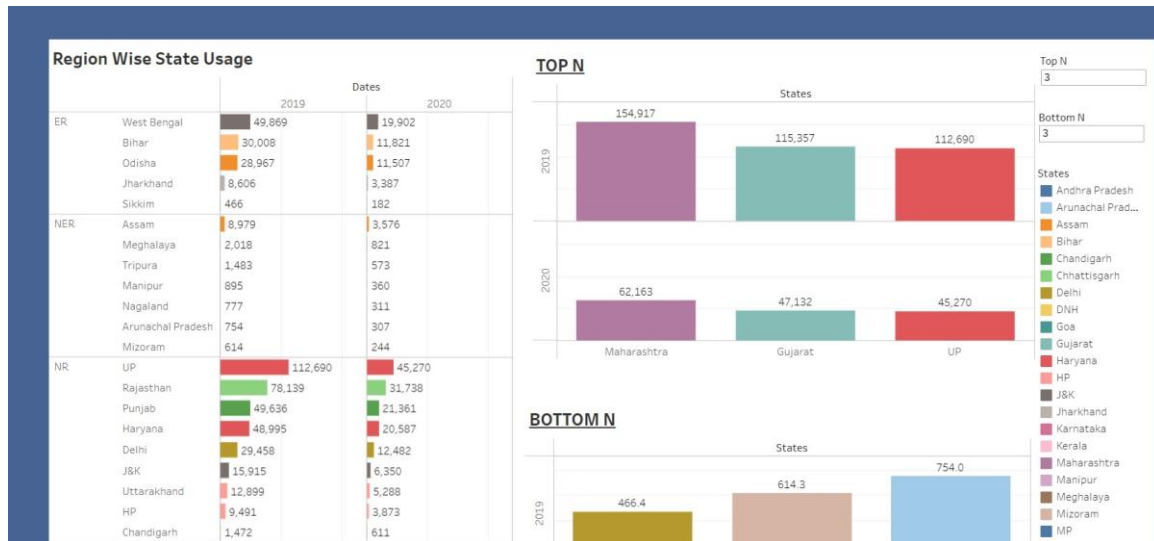 Region Wise State Usage
Dates
2019 2020
ER West Bengal 49,869 19,902
Bihar 30,008 11,821
Odisha 28,967 11,507
Jharkhand 8,606 3,387
Sikkim 466 182
NER Assam 8,979 3,576
Meghalaya 2,018 821
Tripura 1,483 573
Manipur 895 360
Nagaland 777 311
Arunachal Pradesh 754 307
Mizoram 614 244
NR UP 112,690 45,270
Rajasthan 78,139 31,738
Punjab 49,636 21,361
Haryana 48,995 20,587
Delhi 29,458 12,482
J&K 15,915 6,350
Uttarakhand 12,899 5,288
HP 9,491 3,873
Chandigarh 1,472 611
TOP N
States
2019
154,917 115,357 112,690
2020
62,163 47,132 45,270
Maharashtra Gujarat UP
BOTTOM N
States
2019
466.4 614.3 754.0
Top N
3
Bottom N
3
States
Andhra Pradesh
Arunachal Prad...
Assam
Bihar
Chandigarh
Chhattisgarh
Delhi
DNH
Goa
Gujarat
Haryana
HP
J&K
Jharkhand
Karnataka
Kerala
Maharashtra
Manipur
Meghalaya
Mizoram
MP